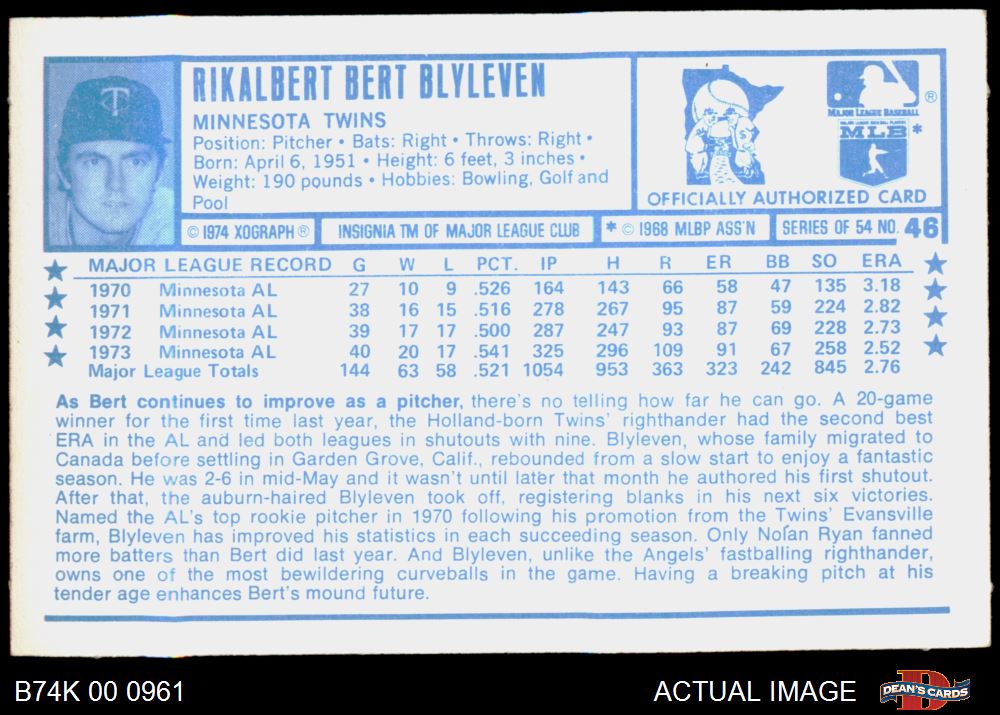 RIKALBERT BERT BLYLEVEN
MINNESOTA TWINS
Position: Pitcher • Bats: Right • Throws: Right •
Born: April 6, 1951 • Height: 6 feet, 3 inches •
Weight: 190 pounds • Hobbies: Bowling, Golf and
Pool
T C
® MAJOR LEAGUE BASEBALL
MAJOR LEAGUE BASEBALL PLAYERS
MLB *
OFFICIALLY AUTHORIZED CARD
© 1974 XOGRAPH ® INSIGNIA TM OF MAJOR LEAGUE CLUB * © 1968 MLBP ASS'N SERIES OF 54 NO. 46
MAJOR LEAGUE RECORD G W L PCT. IP H R ER BB SO ERA
1970 Minnesota AL 27 10 9 .526 164 143 66 58 47 135 3.18
1971 Minnesota AL 38 16 15 .516 278 267 95 87 59 224 2.82
1972 Minnesota AL 39 17 17 .500 287 247 93 87 69 228 2.73
1973 Minnesota AL 40 20 17 .541 325 296 109 91 67 258 2.52
Major League Totals 144 63 58 .521 1054 953 363 323 242 845 2.76
As Bert continues to improve as a pitcher, there's no telling how far he can go. A 20-game
winner for the first time last year, the Holland-born Twins' righthander had the second best
ERA in the AL and led both leagues in shutouts with nine. Blyleven, whose family migrated to
Canada before settling in Garden Grove, Calif., rebounded from a slow start to enjoy a fantastic
season. He was 2-6 in mid-May and it wasn't until later that month he authored his first shutout.
After that, the auburn-haired Blyleven took off, registering blanks in his next six victories.
Named the AL's top rookie pitcher in 1970 following his promotion from the Twins' Evansville
farm, Blyleven has improved his statistics in each succeeding season. Only Nolan Ryan fanned
more batters than Bert did last year. And Blyleven, unlike the Angels' fastballing righthander,
owns one of the most bewildering curveballs in the game. Having a breaking pitch at his
tender age enhances Bert's mound future.
B74K 00 0961
ACTUAL IMAGE
DEAN'S CARDS